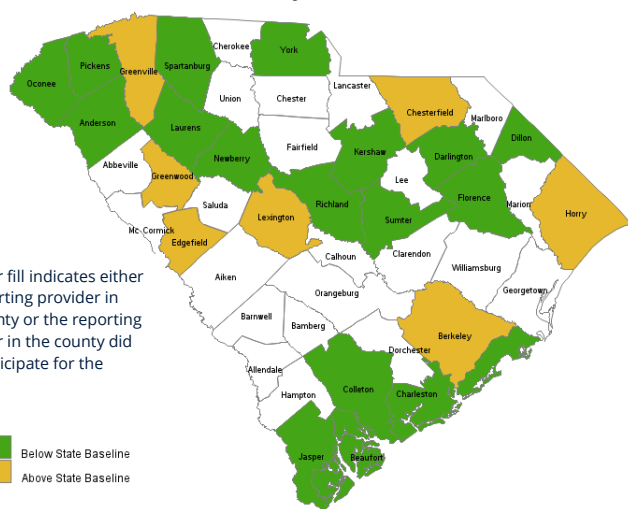 Cherokee
York
Spartanburg
Pickens
Greenville
Oconee
Lancaster
Union
Chester
Chesterfield
Marlboro
Anderson
Laurens
Dillon
Fairfield
Kershaw
Darlington
Abbeville
Newberry
Greenwood
Lee
Florence
Saluda
Richland
Marion
Lexington
Sumter
Horry
Mc Cormick
Edgefield
Calhoun
Clarendon
Williamsburg
Aiken
Orangeburg
Georgetown
Barnwell
Bamberg
Berkeley
Dorchester
Allendale
Colleton
Charleston
Hampton
Jasper
Beaufort
r fill indicates either
rting provider in
nty or the reporting
r in the county did
icipate for the
Below State Baseline
Above State Baseline